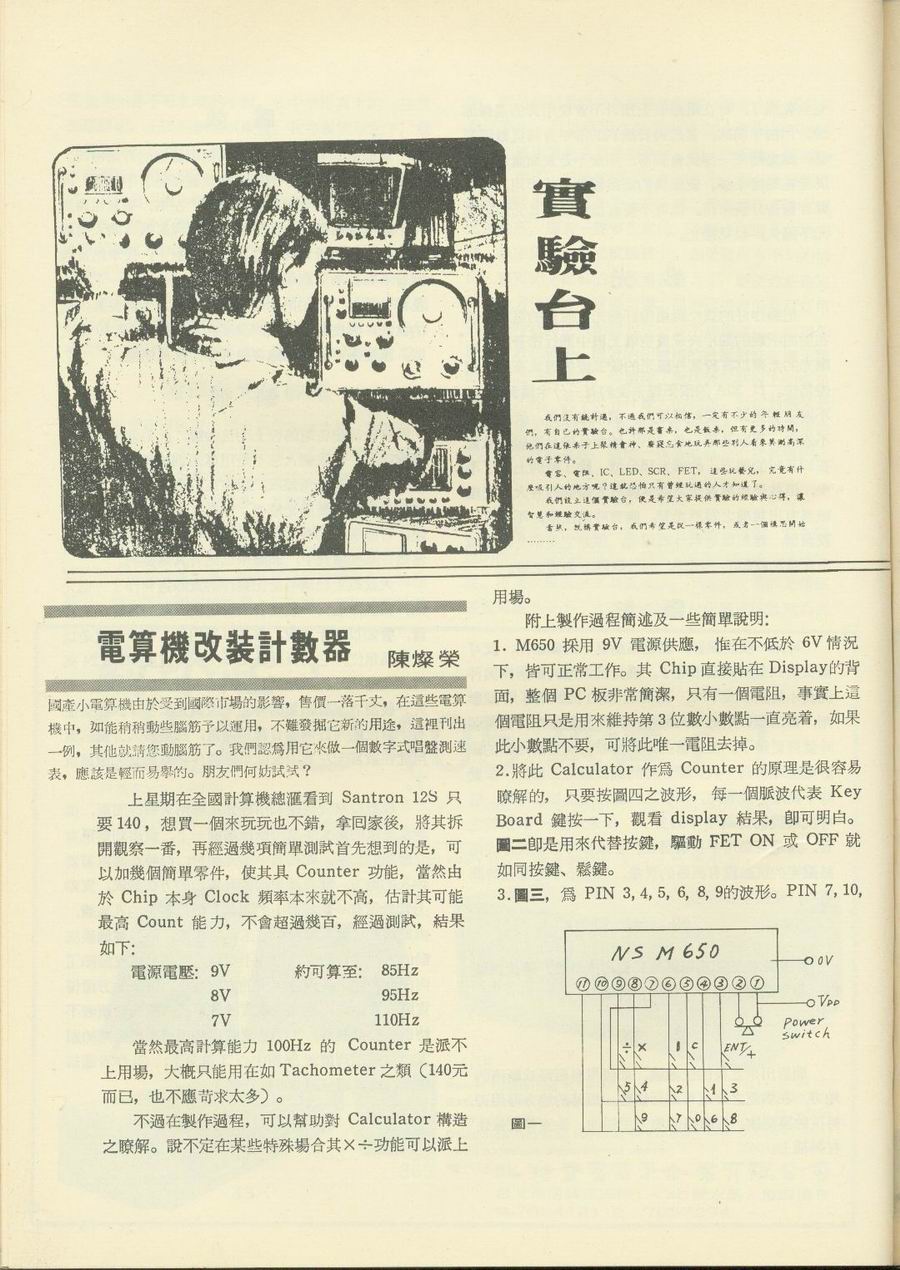 實驗台上
我們沒有統計過，不過我們可以相信，一定有不少的年輕朋友
們，有自己的實驗台。也許那是書桌，也是飯桌，但有更多的時間，
他們在這張桌子上聚精會神、廢寢忘食地玩弄那些別人看來莫測高深
的電子零件。
電容、電阻、IC、LED、SCR、FET，這些玩藝兒，究竟有什
麼吸引人的地方呢？這就恐怕只有曾經玩過的人才知道了。
我們設立這個實驗台，便是希望大家提供實驗的經驗與心得，讓
智慧和經驗交流。
當然，既稱實驗台，我們希望是從一樣零件，或者一個構思開始
………
電算機改裝計數器
陳燦榮
國產小電算機由於受到國際市場的影響，售價一落千丈，在這些電算
機中，如能稍稍動些腦筋予以運用，不難發掘它新的用途，這裡刊出
一例，其他就請您動腦筋了。我們認爲用它來做一個數字式唱盤測速
表，應該是輕而易舉的。朋友們何妨試試？
上星期在全國計算機總滙看到 Santron 12S 只
要140，想買一個來玩玩也不錯，拿回家後，將其拆
開觀察一番，再經過幾項簡單測試首先想到的是，可
以加幾個簡單零件，使其具 Counter 功能，當然由
於 Chip 本身 Clock 頻率本來就不高，估計其可能
最高 Count 能力，不會超過幾百，經過測試，結果
如下:
電源電壓: 9V 約可算至: 85Hz
8V 95Hz
7V 110Hz
當然最高計算能力 100Hz 的 Counter 是派不
上用場，大概只能用在如 Tachometer 之類（140元
而已，也不應苛求太多）。
不過在製作過程，可以幫助對 Calculator 構造
之瞭解。說不定在某些特殊場合其×÷功能可以派上
用場。
附上製作過程簡述及一些簡單說明:
1. M650 採用 9V 電源供應， 惟在不低於 6V 情況
下，皆可正常工作。其 Chip 直接貼在 Display的背
面，整個 PC 板非常簡潔，只有一個電阻，事實上這
個電阻只是用來維持第 3 位數小數點一直亮着，如果
此小數點不要，可將此唯一電阻去掉。
2.將此 Calculator 作爲 Counter 的原理是很容易
瞭解的， 只要按圖四之波形， 每一個脈波代表 Key
Board 鍵按一下，觀看 display 結果，卽可明白。
圖二卽是用來代替按鍵，驅動 FET ON 或 OFF 就
如同按鍵、鬆鍵。
3.圖三，爲 PIN 3, 4, 5, 6, 8, 9的波形。PIN 7, 10,
NS M650
0V
⑪ ⑩ ⑨ ⑧ ⑦ ⑥ ⑤ ④ ③ ② ①
VDD
Power
switch
÷ × 1 C ENT/+
5 4 2 1 3
9 7 0 6 8
圖一